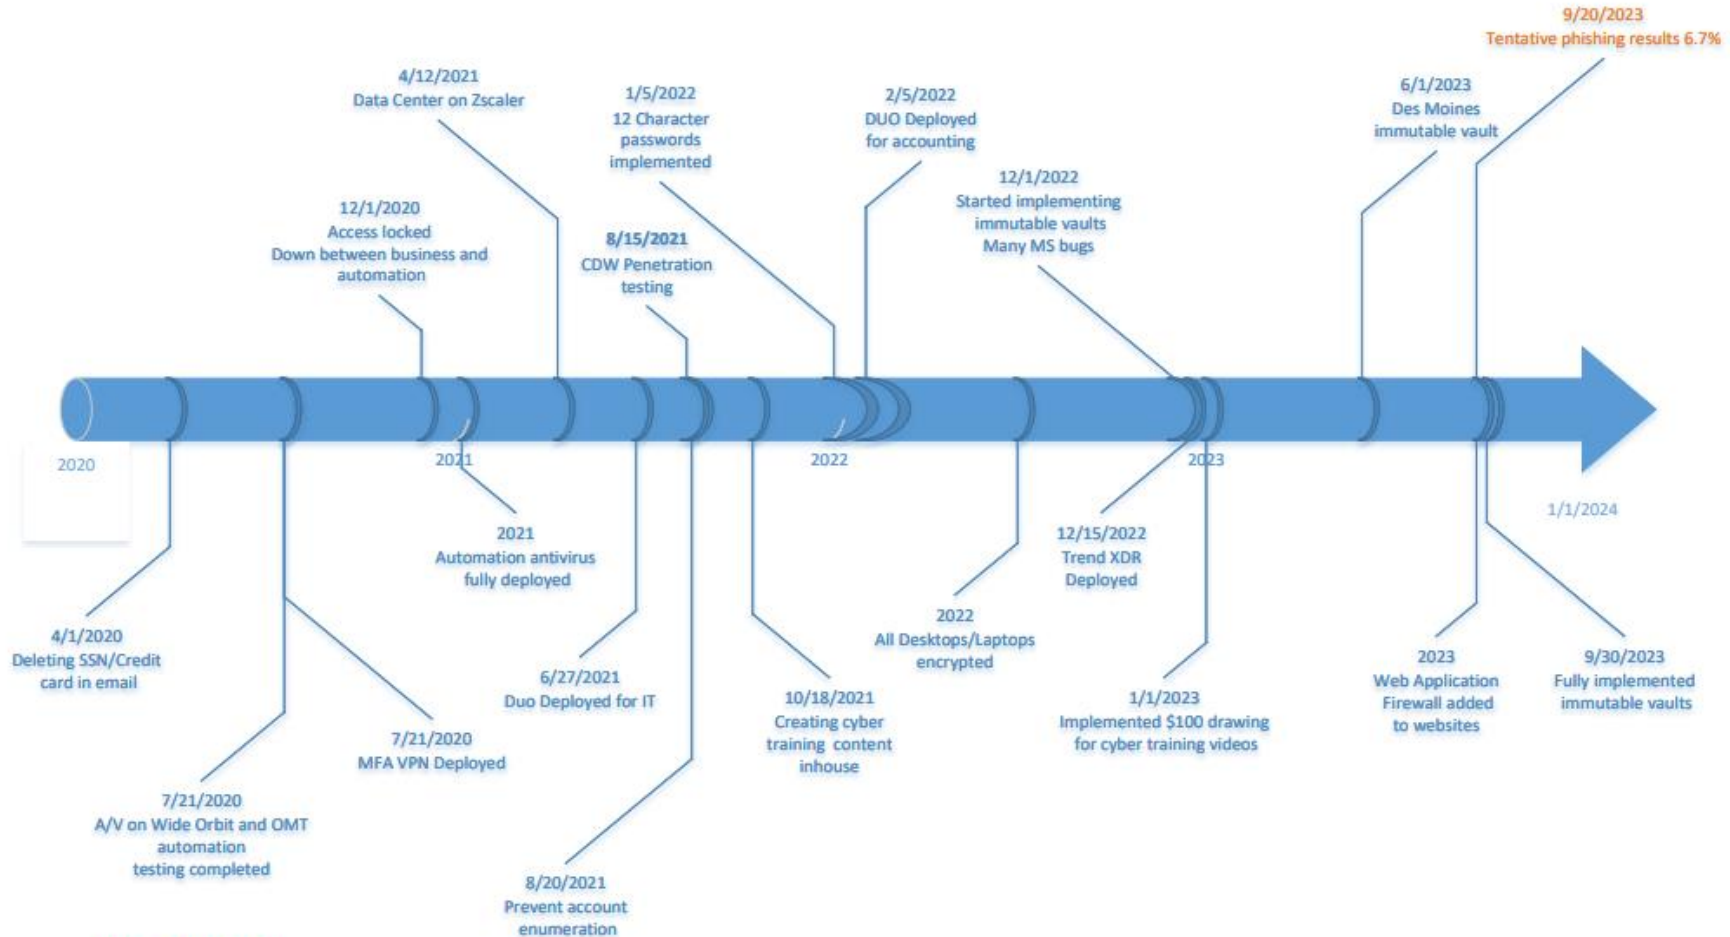 9/20/2023
Tentative phishing results 6.7%
4/12/2021
Data Center on Zscaler
1/5/2022
12 Character
passwords
implemented
2/5/2022
DUO Deployed
for accounting
6/1/2023
Des Moines
immutable vault
12/1/2020
Access locked
Down between business and
automation
8/15/2021
CDW Penetration
testing
12/1/2022
Started implementing
immutable vaults
Many MS bugs
2020
2021
2022
2023
1/1/2024
4/1/2020
Deleting SSN/Credit
card in email
7/21/2020
A/V on Wide Orbit and OMT
automation
testing completed
7/21/2020
MFA VPN Deployed
2021
Automation antivirus
fully deployed
6/27/2021
Duo Deployed for IT
8/20/2021
Prevent account
enumeration
10/18/2021
Creating cyber
training content
inhouse
2022
All Desktops/Laptops
encrypted
12/15/2022
Trend XDR
Deployed
1/1/2023
Implemented $100 drawing
for cyber training videos
2023
Web Application
Firewall added
to websites
9/30/2023
Fully implemented
immutable vaults